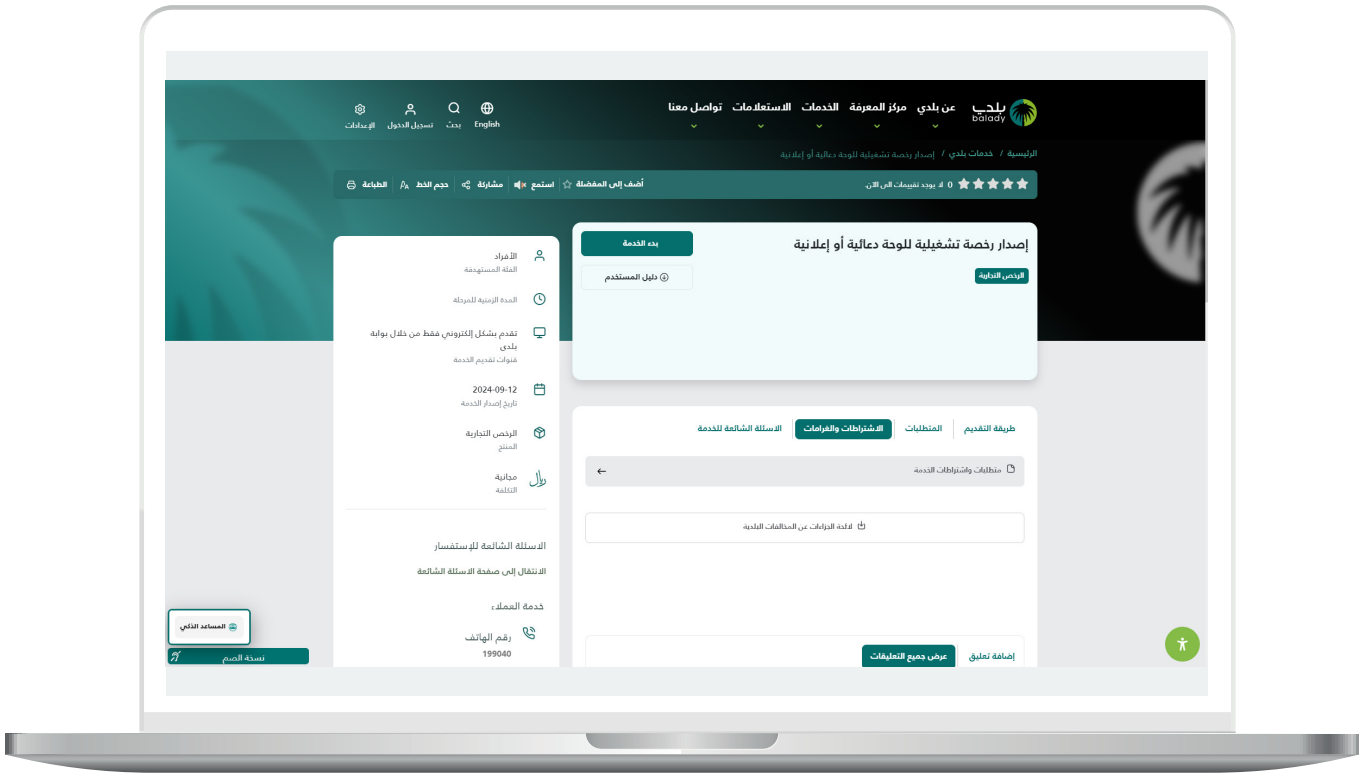 بلدي
balady
عن بلدي
مركز المعرفة
الخدمات
الاستعلامات
تواصل معنا
English
بحث
تسجيل الدخول
الإعدادات
الرئيسية / خدمات بلدي / إصدار رخصة تشغيلية للوحة دعائية أو إعلانية
0 لا يوجد تقييمات الى الآن.
أضف إلى المفضلة
استمع
مشاركة
حجم الخط
الطباعة
إصدار رخصة تشغيلية للوحة دعائية أو إعلانية
بدء الخدمة
الرخص التجارية
دليل المستخدم
طريقة التقديم
المتطلبات
الاشتراطات والغرامات
الاسئلة الشائعة للخدمة
متطلبات واشتراطات الخدمة
لائحة الجزاءات عن المخالفات البلدية
إضافة تعليق
عرض جميع التعليقات
الأفراد
الفئة المستهدفة
المدة الزمنية للمرحلة
تقدم بشكل إلكتروني فقط من خلال بوابة
بلدي
قنوات تقديم الخدمة
2024-09-12
تاريخ إصدار الخدمة
الرخص التجارية
المنتج
ريال
مجانية
التكلفة
الاسئلة الشائعة للإستفسار
الانتقال إلى صفحة الاسئلة الشائعة
خدمة العملاء
رقم الهاتف
199040
المساعد الذكي
نسخة الصم